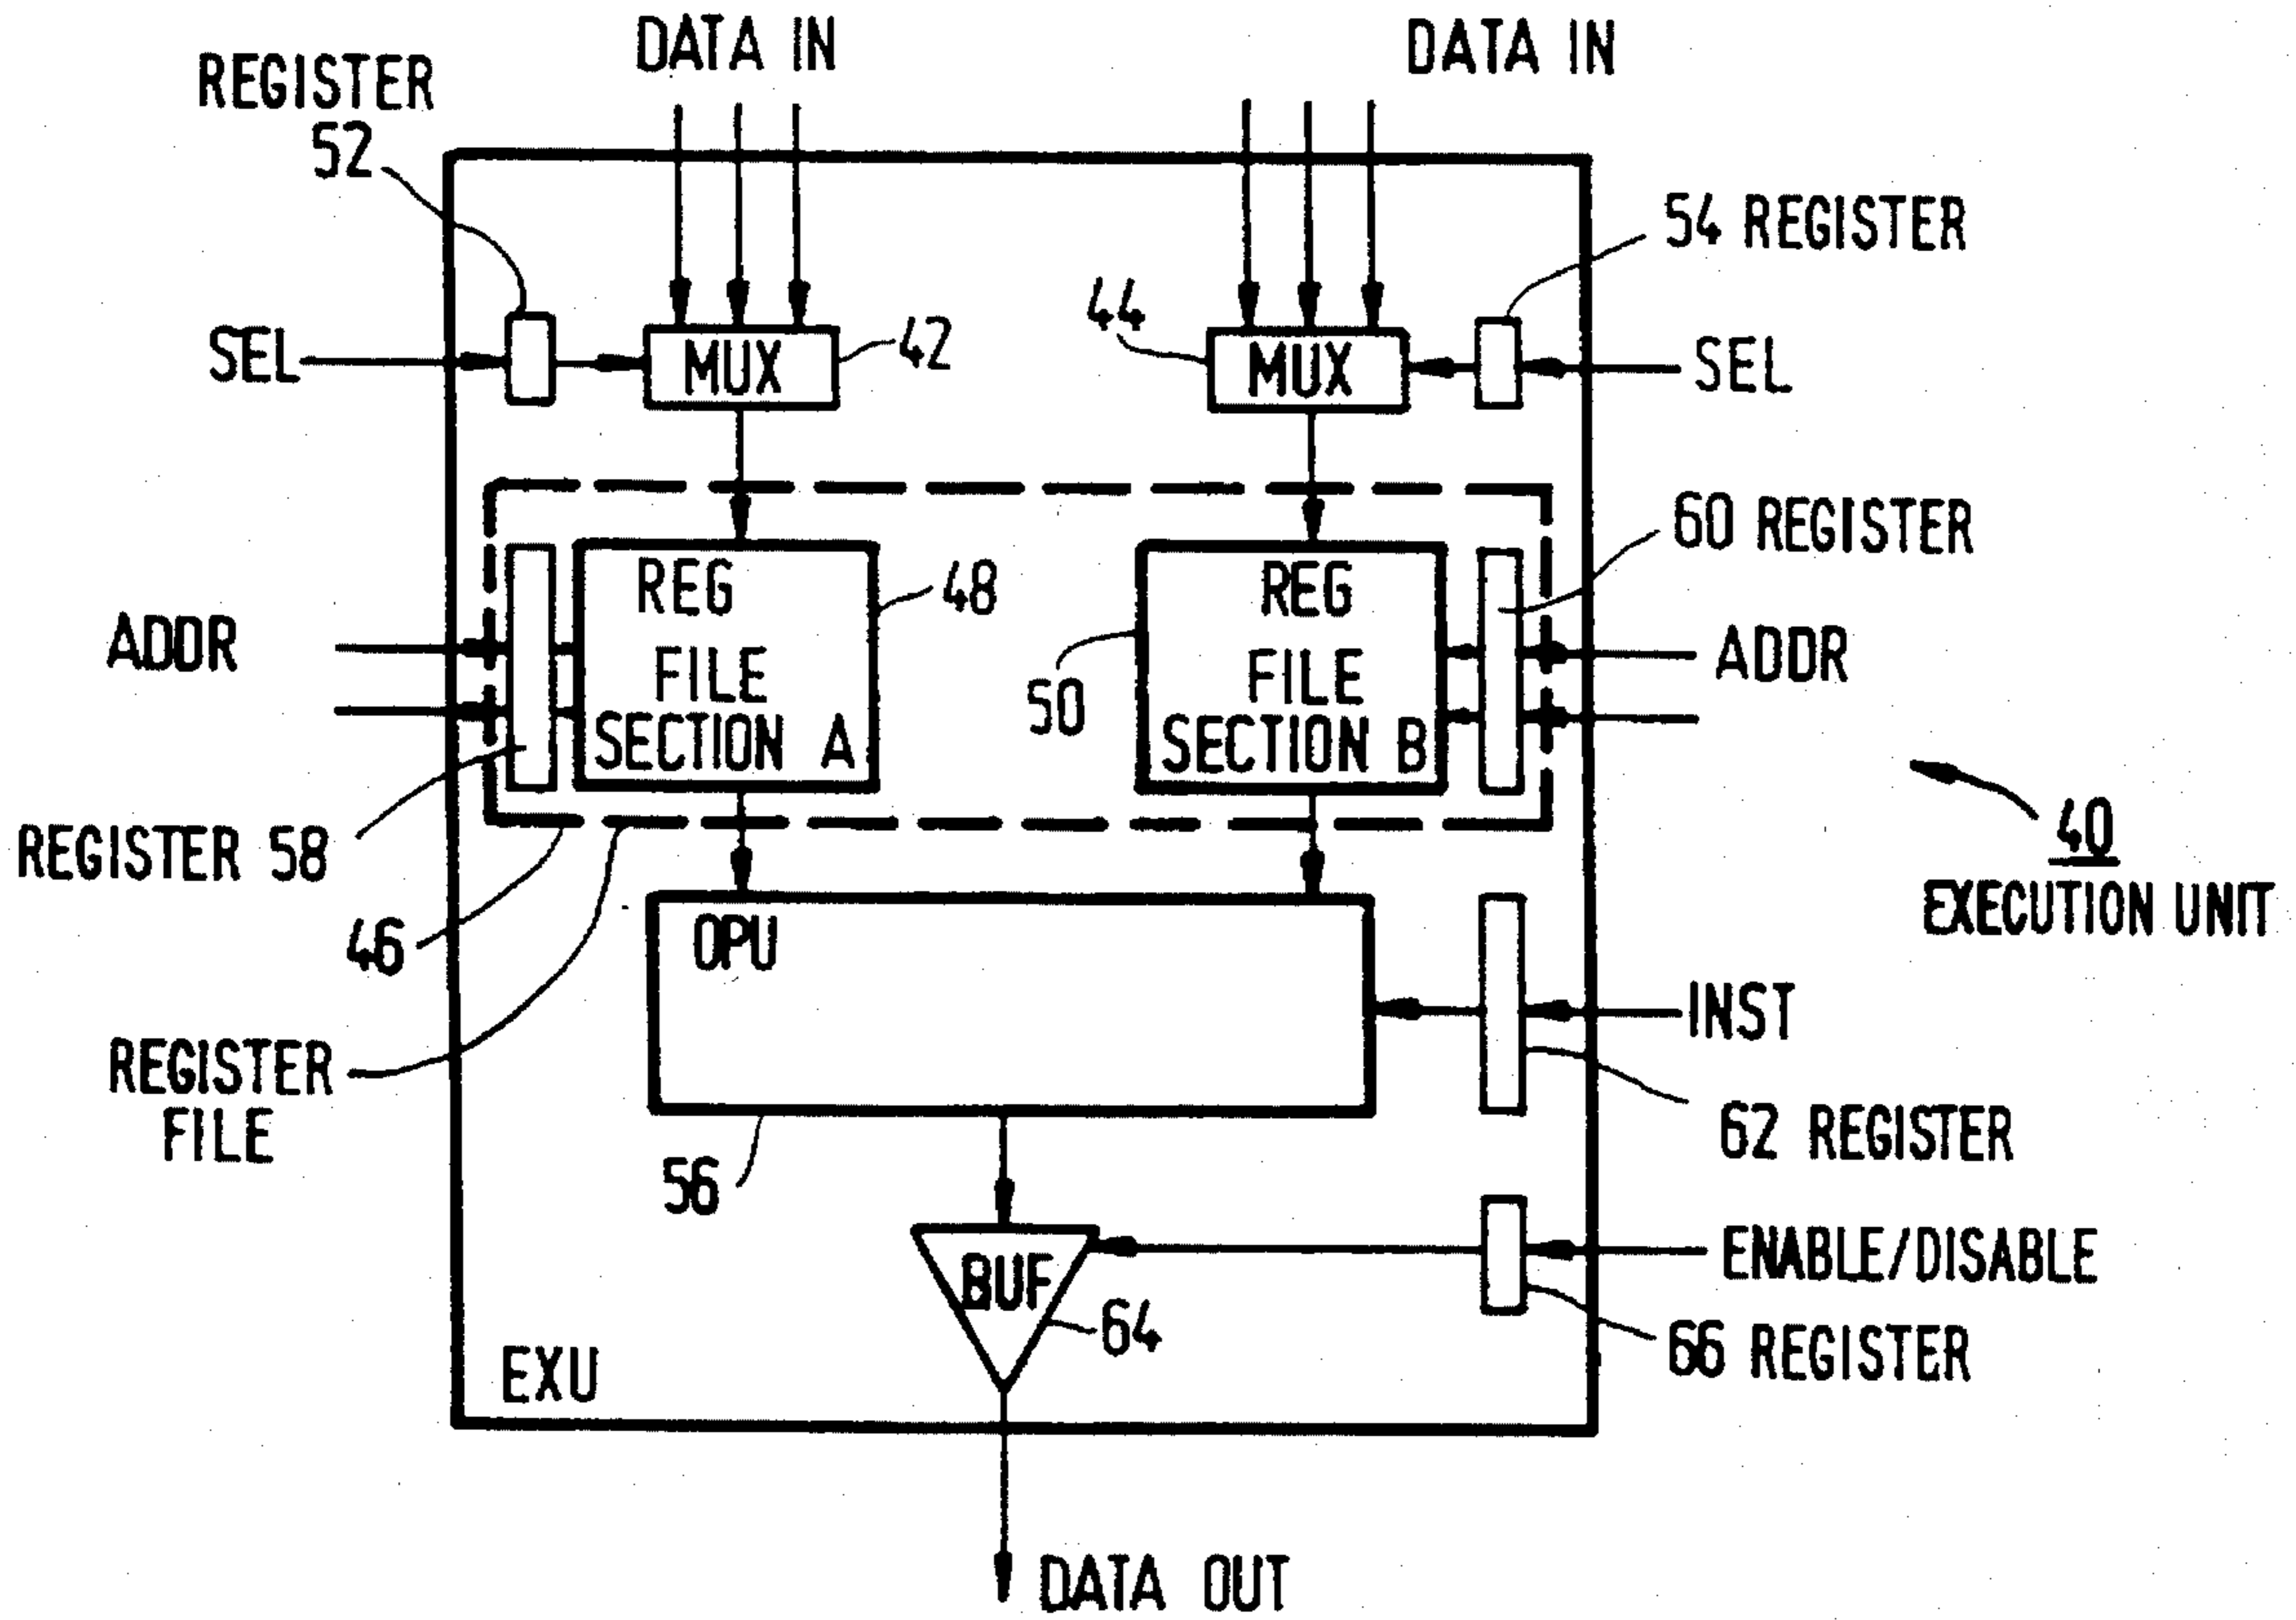 DATA IN
DATA IN
REGISTER
52
54 REGISTER
SEL
MUX
42
44
MUX
SEL
60 REGISTER
REG
FILE
SECTION A
48
50
REG
FILE
SECTION B
ADDR
ADDR
REGISTER 58
46
40
EXECUTION UNIT
OPU
INST
REGISTER
FILE
56
62 REGISTER
BUF
64
ENABLE/DISABLE
66 REGISTER
EXU
DATA OUT